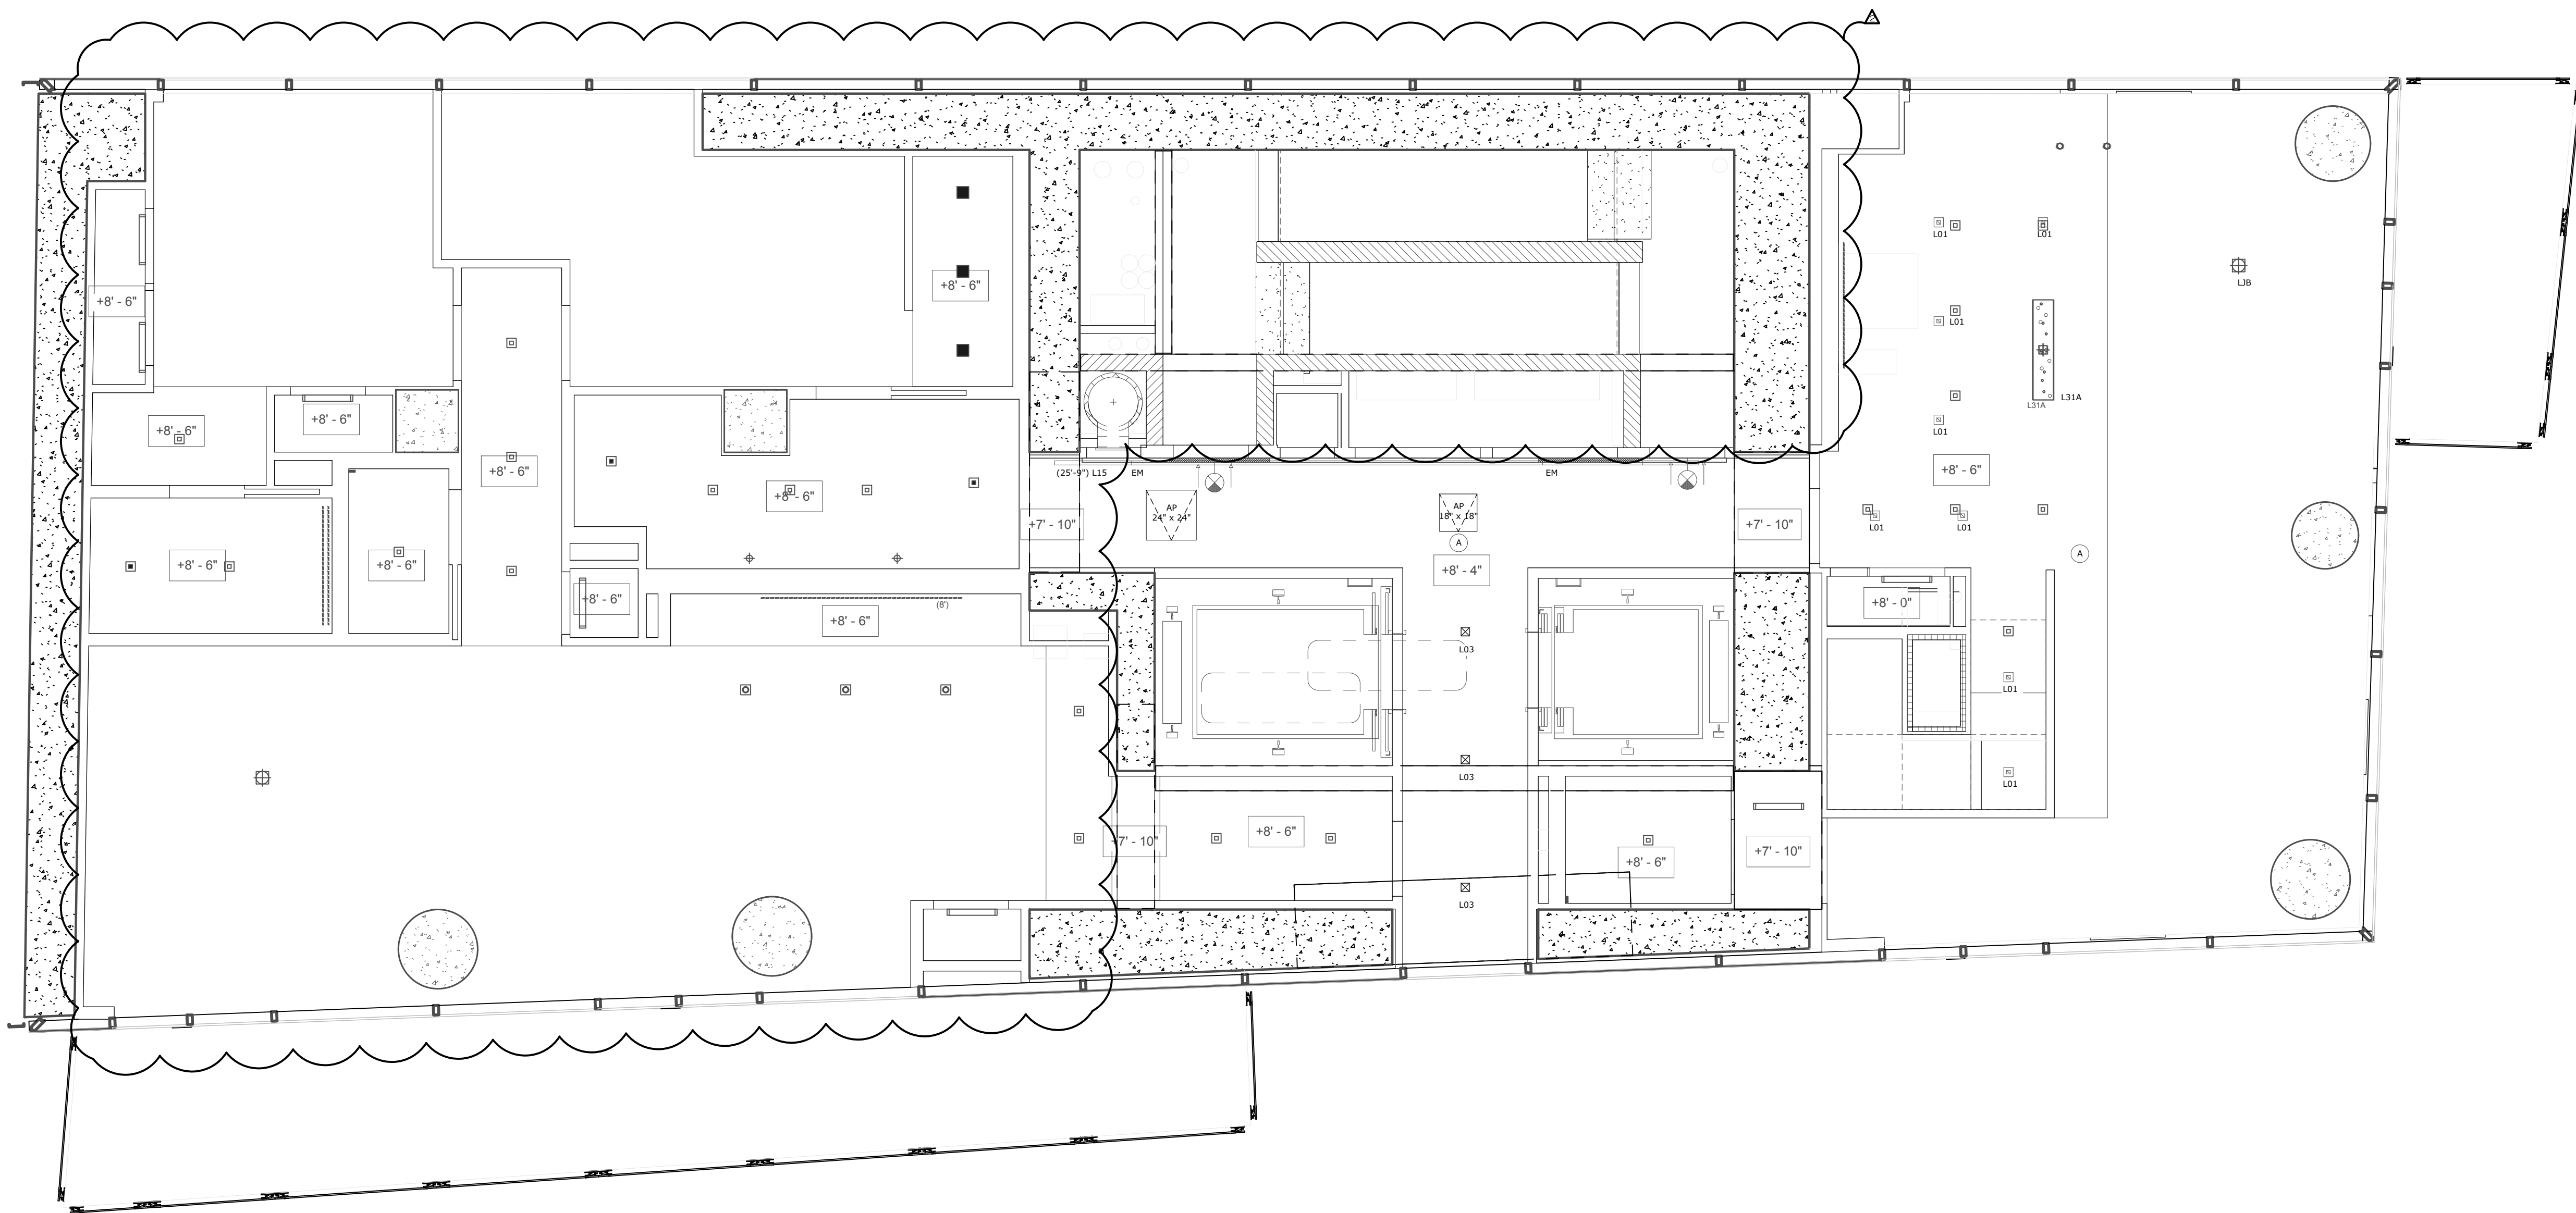 L01
L01
+8' - 6"
LJB
+8' - 6"
L01
L31A
L31A
+8' - 6"
+8' - 6"
L01
+8' - 6"
+8' - 6"
(25'-9") L15
EM
EM
+8' - 6"
AP
24" x 24"
AP
18" x 18"
+7' - 10"
+7' - 10"
L01
L01
A
A
+8' - 6"
+8' - 6"
+8' - 4"
+8' - 6"
(8')
+8' - 0"
+8' - 6"
L03
L01
L03
L01
+7' - 10"
+8' - 6"
+8' - 6"
+7' - 10"
L03